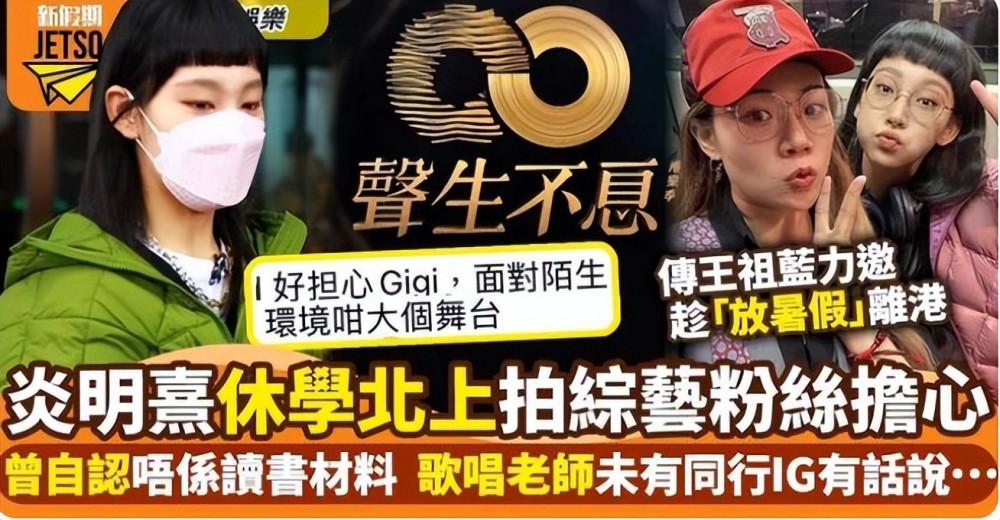 新假期
JETSO
娛樂
聲生不息
I 好担心 Gigi，面對陌生
環境咁大個舞台
傳王祖藍力邀
趁「放暑假」離港
炎明熹休學北上拍綜藝粉絲擔心
曾自認唔係讀書材料 歌唱老師未有同行IG有話說…